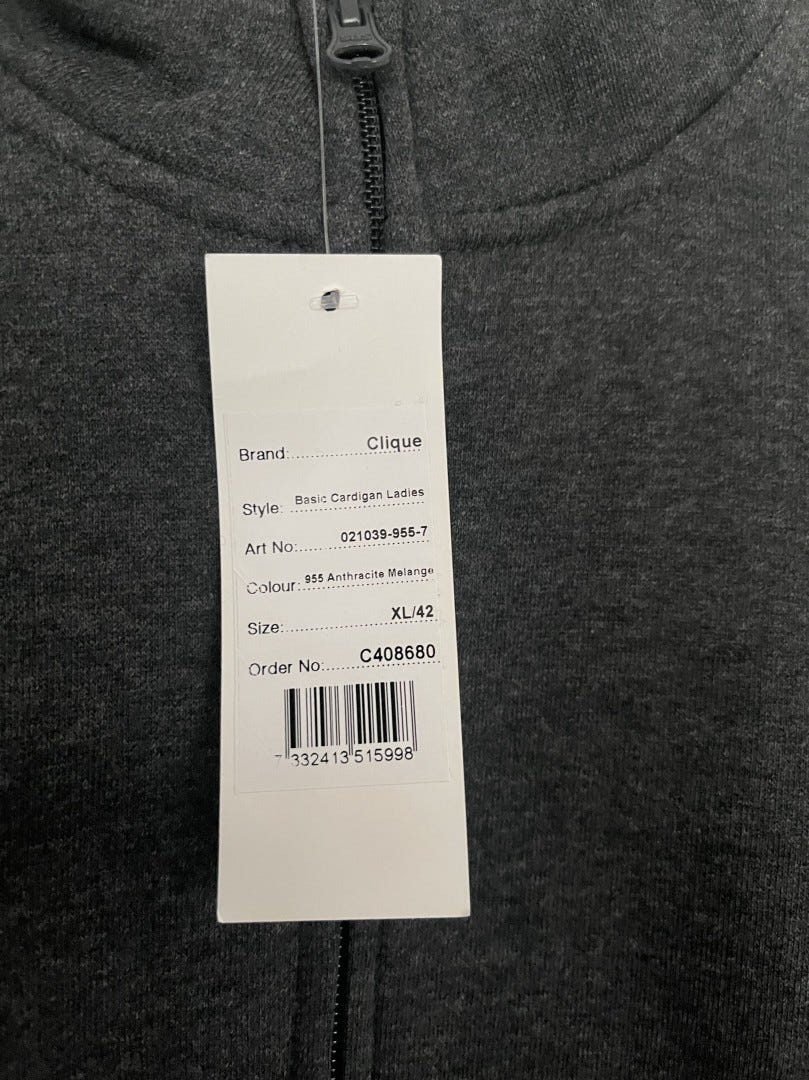 Brand: Clique
Style: Basic Cardigan Ladies
Art No: 021039-955-7
Colour: 955 Anthracite Melange
Size: XL/42
Order No: C408680
7 332413 515998